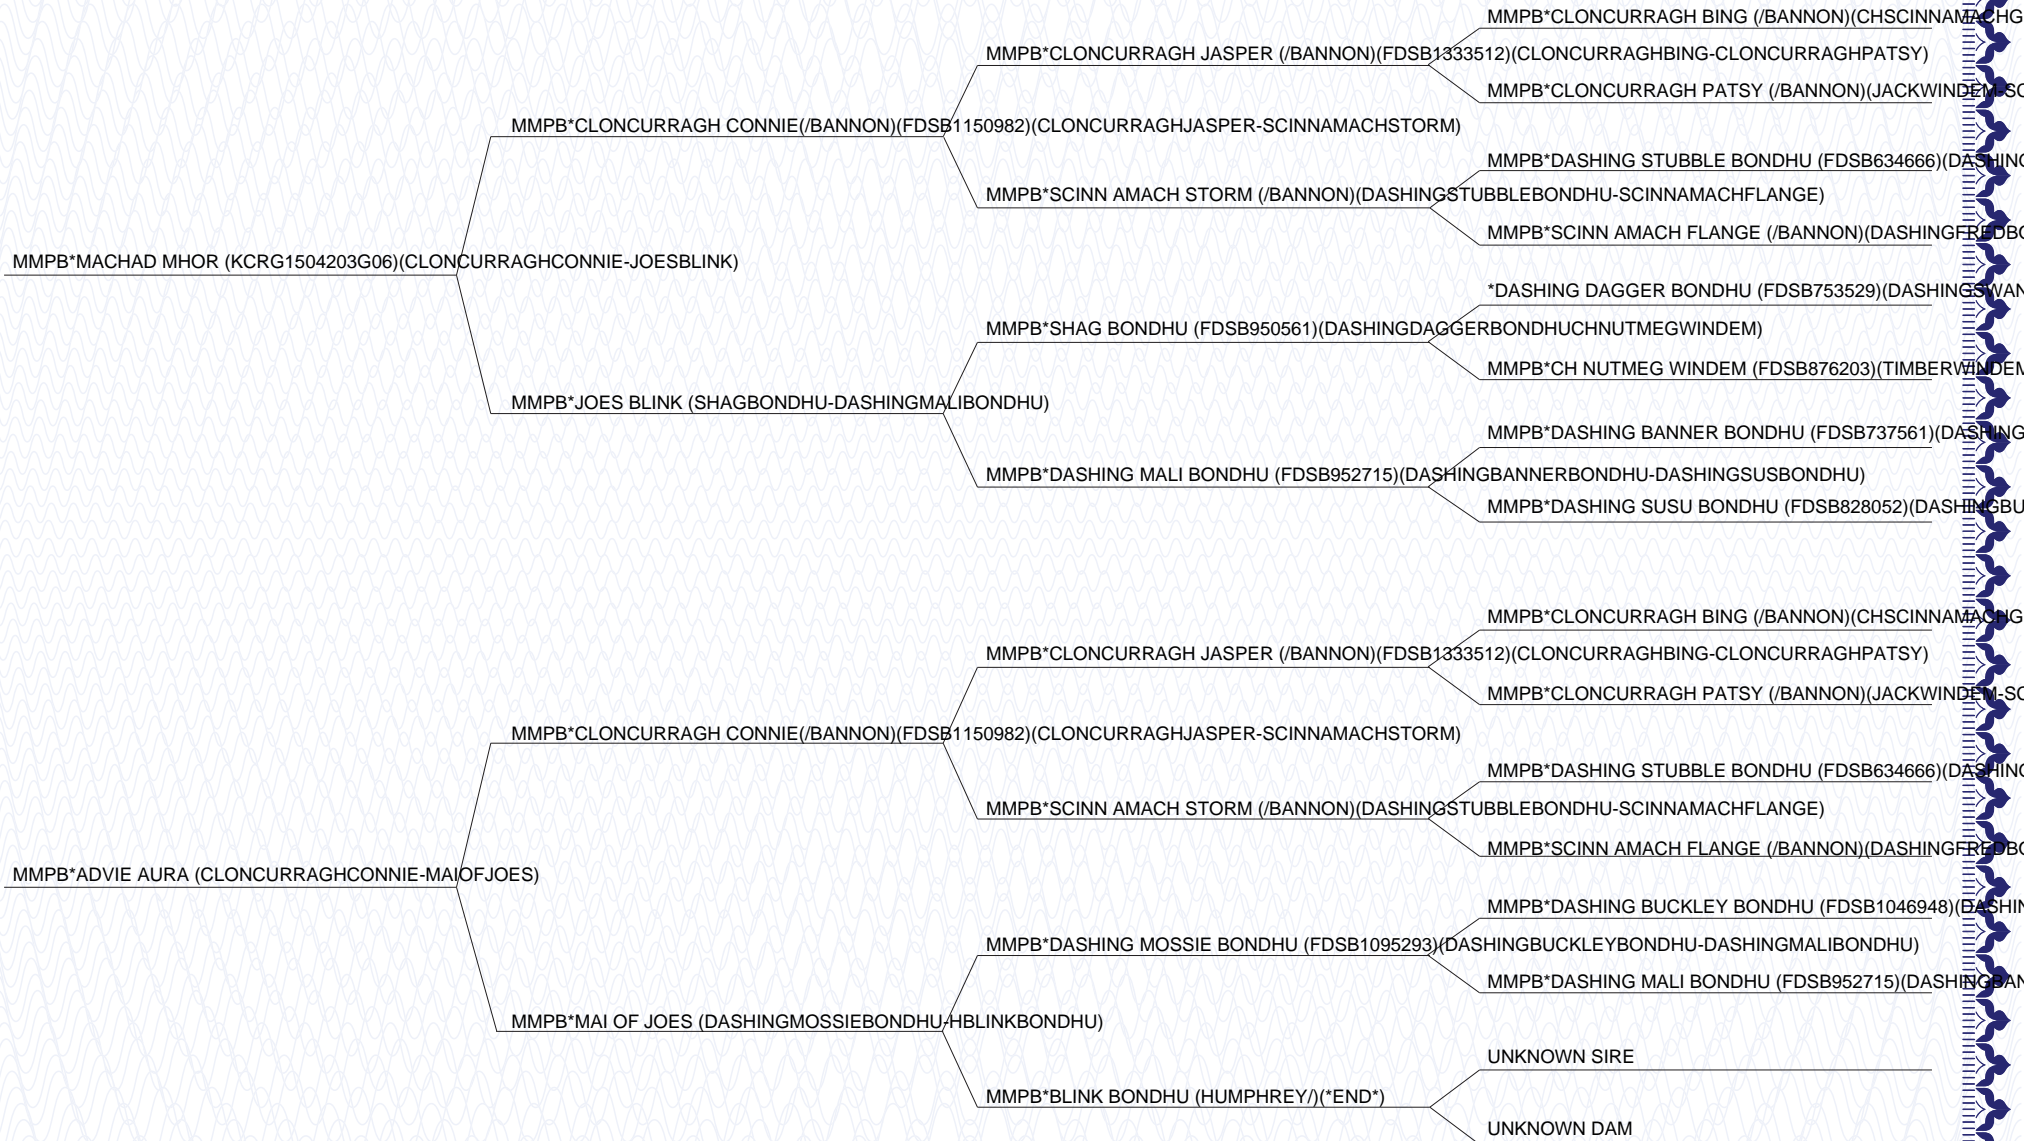 MMPB*CLONCURRAGH BING (/BANNON)(CHSCINNAMACHG
MMPB*CLONCURRAGH JASPER (/BANNON)(FDSB1333512)(CLONCURRAGHBING-CLONCURRAGHPATSY)
MMPB*CLONCURRAGH PATSY (/BANNON)(JACKWINDEM-SC
MMPB*CLONCURRAGH CONNIE(/BANNON)(FDSB1150982)(CLONCURRAGHJASPER-SCINNAMACHSTORM)
MMPB*DASHING STUBBLE BONDHU (FDSB634666)(DASHING
MMPB*SCINN AMACH STORM (/BANNON)(DASHINGSTUBBLEBONDHU-SCINNAMACHFLANGE)
MMPB*SCINN AMACH FLANGE (/BANNON)(DASHINGFREDBO
MMPB*MACHAD MHOR (KCRG1504203G06)(CLONCURRAGHCONNIE-JOESBLINK)
*DASHING DAGGER BONDHU (FDSB753529)(DASHINGSWAN
MMPB*SHAG BONDHU (FDSB950561)(DASHINGDAGGERBONDHUCHNUTMEGWINDEM)
MMPB*CH NUTMEG WINDEM (FDSB876203)(TIMBERWINDEM
MMPB*JOES BLINK (SHAGBONDHU-DASHINGMALIBONDHU)
MMPB*DASHING BANNER BONDHU (FDSB737561)(DASHING
MMPB*DASHING MALI BONDHU (FDSB952715)(DASHINGBANNERBONDHU-DASHINGSUSBONDHU)
MMPB*DASHING SUSU BONDHU (FDSB828052)(DASHINGBU
MMPB*CLONCURRAGH BING (/BANNON)(CHSCINNAMACHG
MMPB*CLONCURRAGH JASPER (/BANNON)(FDSB1333512)(CLONCURRAGHBING-CLONCURRAGHPATSY)
MMPB*CLONCURRAGH PATSY (/BANNON)(JACKWINDEM-SC
MMPB*CLONCURRAGH CONNIE(/BANNON)(FDSB1150982)(CLONCURRAGHJASPER-SCINNAMACHSTORM)
MMPB*DASHING STUBBLE BONDHU (FDSB634666)(DASHING
MMPB*SCINN AMACH STORM (/BANNON)(DASHINGSTUBBLEBONDHU-SCINNAMACHFLANGE)
MMPB*SCINN AMACH FLANGE (/BANNON)(DASHINGFREDBO
MMPB*ADVIE AURA (CLONCURRAGHCONNIE-MAIOFJOES)
MMPB*DASHING BUCKLEY BONDHU (FDSB1046948)(DASHIN
MMPB*DASHING MOSSIE BONDHU (FDSB1095293)(DASHINGBUCKLEYBONDHU-DASHINGMALIBONDHU)
MMPB*DASHING MALI BONDHU (FDSB952715)(DASHINGBAN
MMPB*MAI OF JOES (DASHINGMOSSIEBONDHU-HBLINKBONDHU)
UNKNOWN SIRE
MMPB*BLINK BONDHU (HUMPHREY/)(*END*)
UNKNOWN DAM